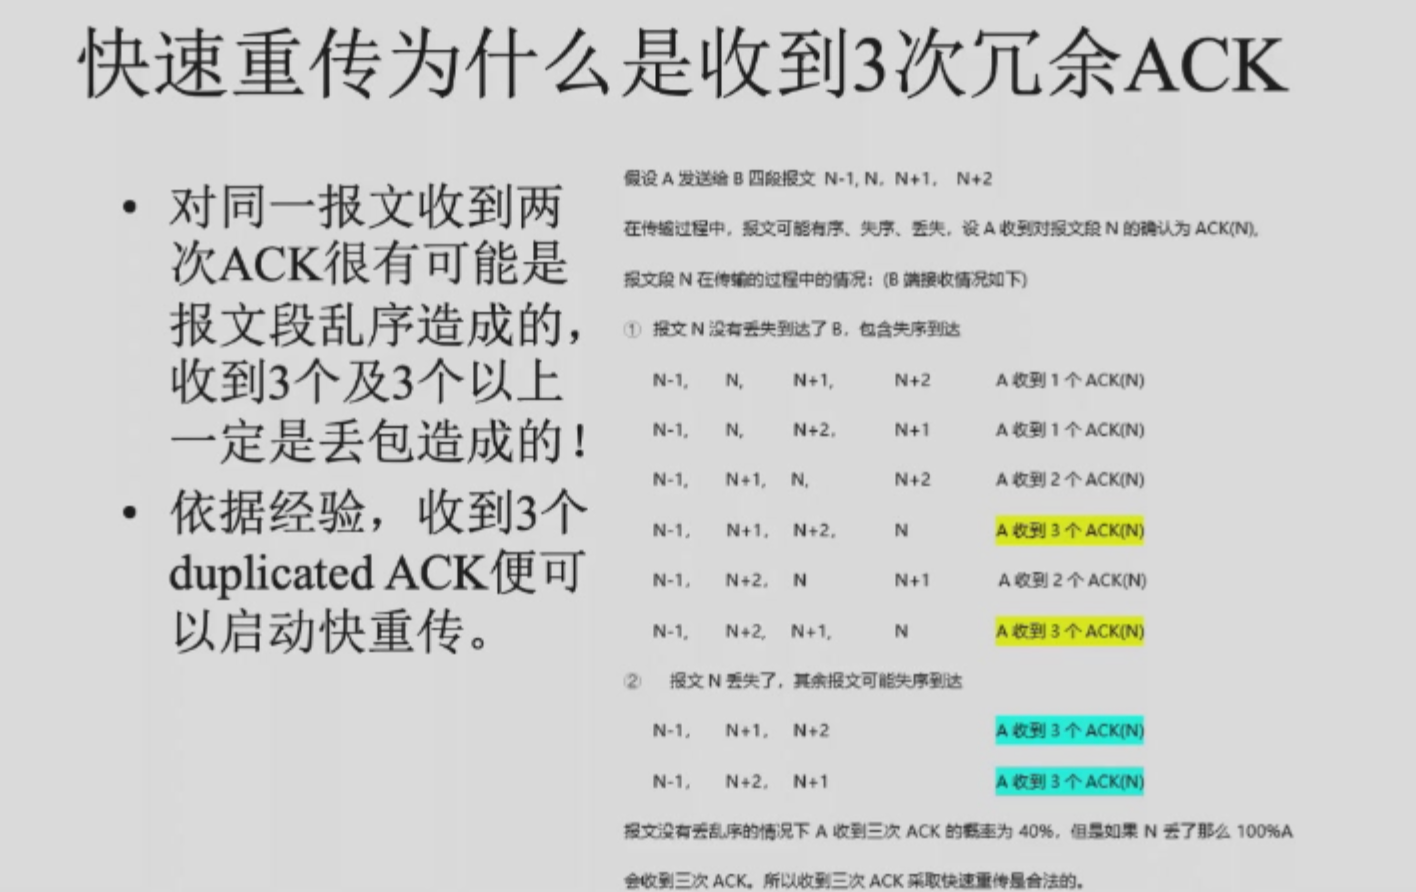 快速重传为什么是收到3次冗余ACK
• 对同一报文收到两
次ACK很有可能是
报文段乱序造成的，
收到3个及3个以上
一定是丢包造成的！
• 依据经验，收到3个
duplicated ACK便可
以启动快重传。
假设 A 发送给 B 四段报文 N-1, N, N+1, N+2
在传输过程中，报文可能有序、失序、丢失，设 A 收到对报文段 N 的确认为 ACK(N),
报文段 N 在传输的过程中的情况：(B 端接收情况如下)
① 报文 N 没有丢失到达了 B，包含失序到达
N-1, N, N+1, N+2 A 收到 1 个 ACK(N)
N-1, N, N+2, N+1 A 收到 1 个 ACK(N)
N-1, N+1, N, N+2 A 收到 2 个 ACK(N)
N-1, N+1, N+2, N A 收到 3 个 ACK(N)
N-1, N+2, N N+1 A 收到 2 个 ACK(N)
N-1, N+2, N+1, N A 收到 3 个 ACK(N)
② 报文 N 丢失了，其余报文可能失序到达
N-1, N+1, N+2 A 收到 3 个 ACK(N)
N-1, N+2, N+1 A 收到 3 个 ACK(N)
报文没有丢乱序的情况下 A 收到三次 ACK 的概率为 40%，但是如果 N 丢了那么 100%A
会收到三次 ACK。所以收到三次 ACK 采取快速重传是合法的。